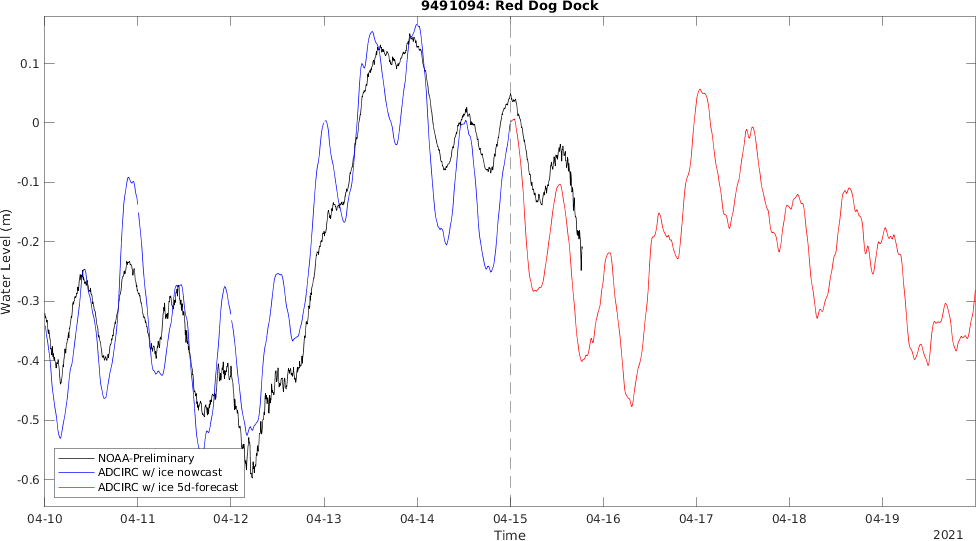 9491094: Red Dog Dock
Water Level (m)
0.1
0
-0.1
-0.2
-0.3
-0.4
-0.5
-0.6
NOAA-Preliminary
ADCIRC w/ ice nowcast
ADCIRC w/ ice 5d-forecast
04-10 04-11 04-12 04-13 04-14 04-15 04-16 04-17 04-18 04-19
Time
2021